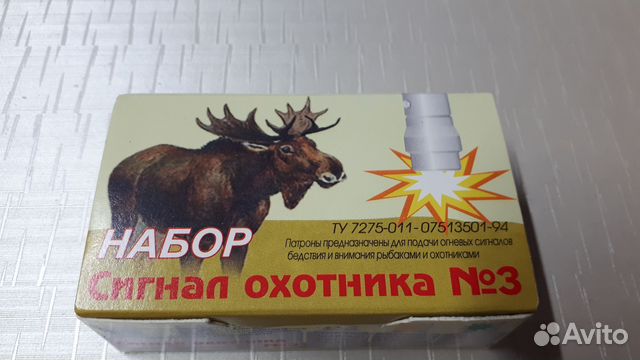 ТУ 7275-011-07513501-94
НАБОР
Патроны предназначены для подачи огневых сигналов
бедствия и внимания рыбаками и охотниками
Сигнал охотника №3
Avito